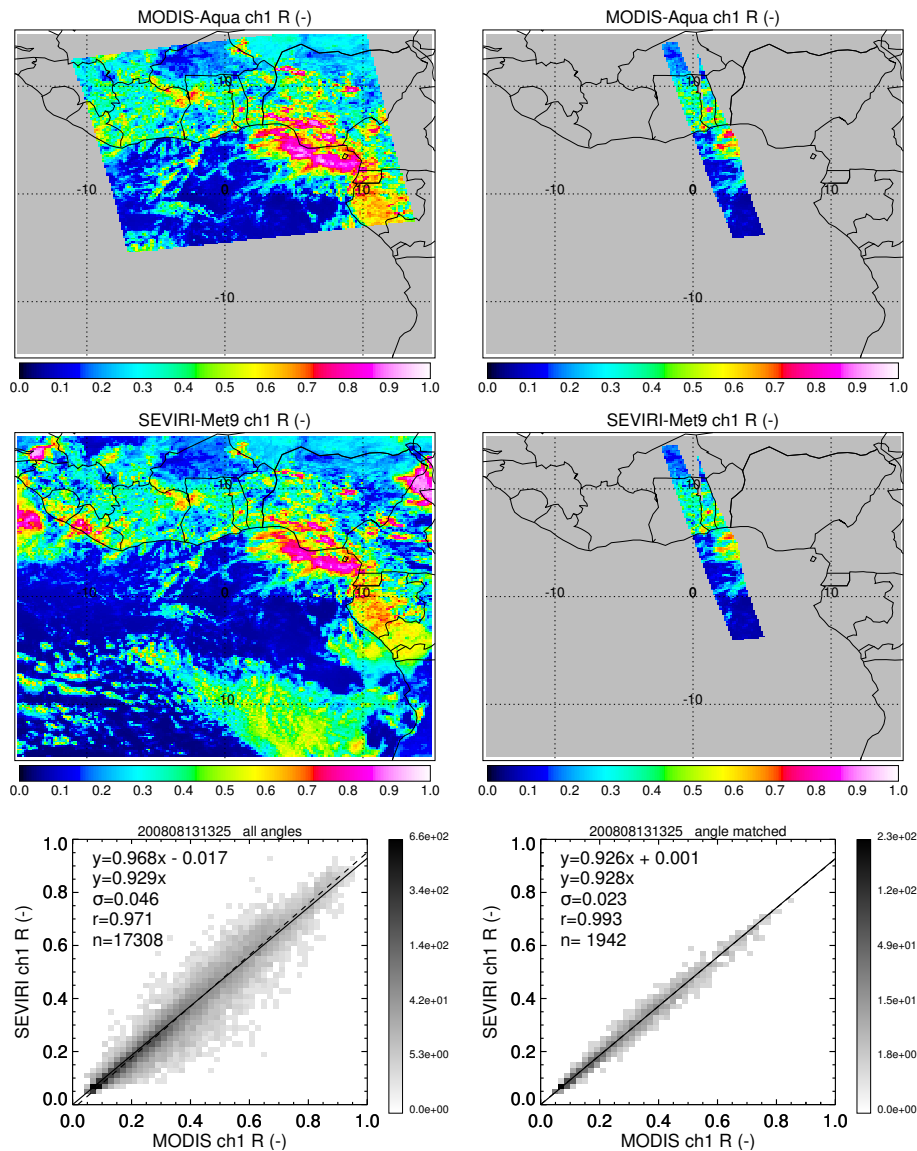 MODIS-Aqua ch1 R (-)
10
-10 0 10
-10
0.0 0.1 0.2 0.3 0.4 0.5 0.6 0.7 0.8 0.9 1.0
MODIS-Aqua ch1 R (-)
10
-10 0 10
-10
0.0 0.1 0.2 0.3 0.4 0.5 0.6 0.7 0.8 0.9 1.0
SEVIRI-Met9 ch1 R (-)
10
-10 0 10
-10
0.0 0.1 0.2 0.3 0.4 0.5 0.6 0.7 0.8 0.9 1.0
SEVIRI-Met9 ch1 R (-)
10
-10 0 10
-10
0.0 0.1 0.2 0.3 0.4 0.5 0.6 0.7 0.8 0.9 1.0
200808131325 all angles
y=0.968x - 0.017
y=0.929x
σ=0.046
r=0.971
n=17308
SEVIRI ch1 R (-)
1.0
0.8
0.6
0.4
0.2
0.0
0.0 0.2 0.4 0.6 0.8 1.0
MODIS ch1 R (-)
6.6e+02
3.4e+02
1.4e+02
4.2e+01
5.3e+00
0.0e+00
200808131325 angle matched
y=0.926x + 0.001
y=0.928x
σ=0.023
r=0.993
n= 1942
SEVIRI ch1 R (-)
1.0
0.8
0.6
0.4
0.2
0.0
0.0 0.2 0.4 0.6 0.8 1.0
MODIS ch1 R (-)
2.3e+02
1.2e+02
4.9e+01
1.5e+01
1.8e+00
0.0e+00